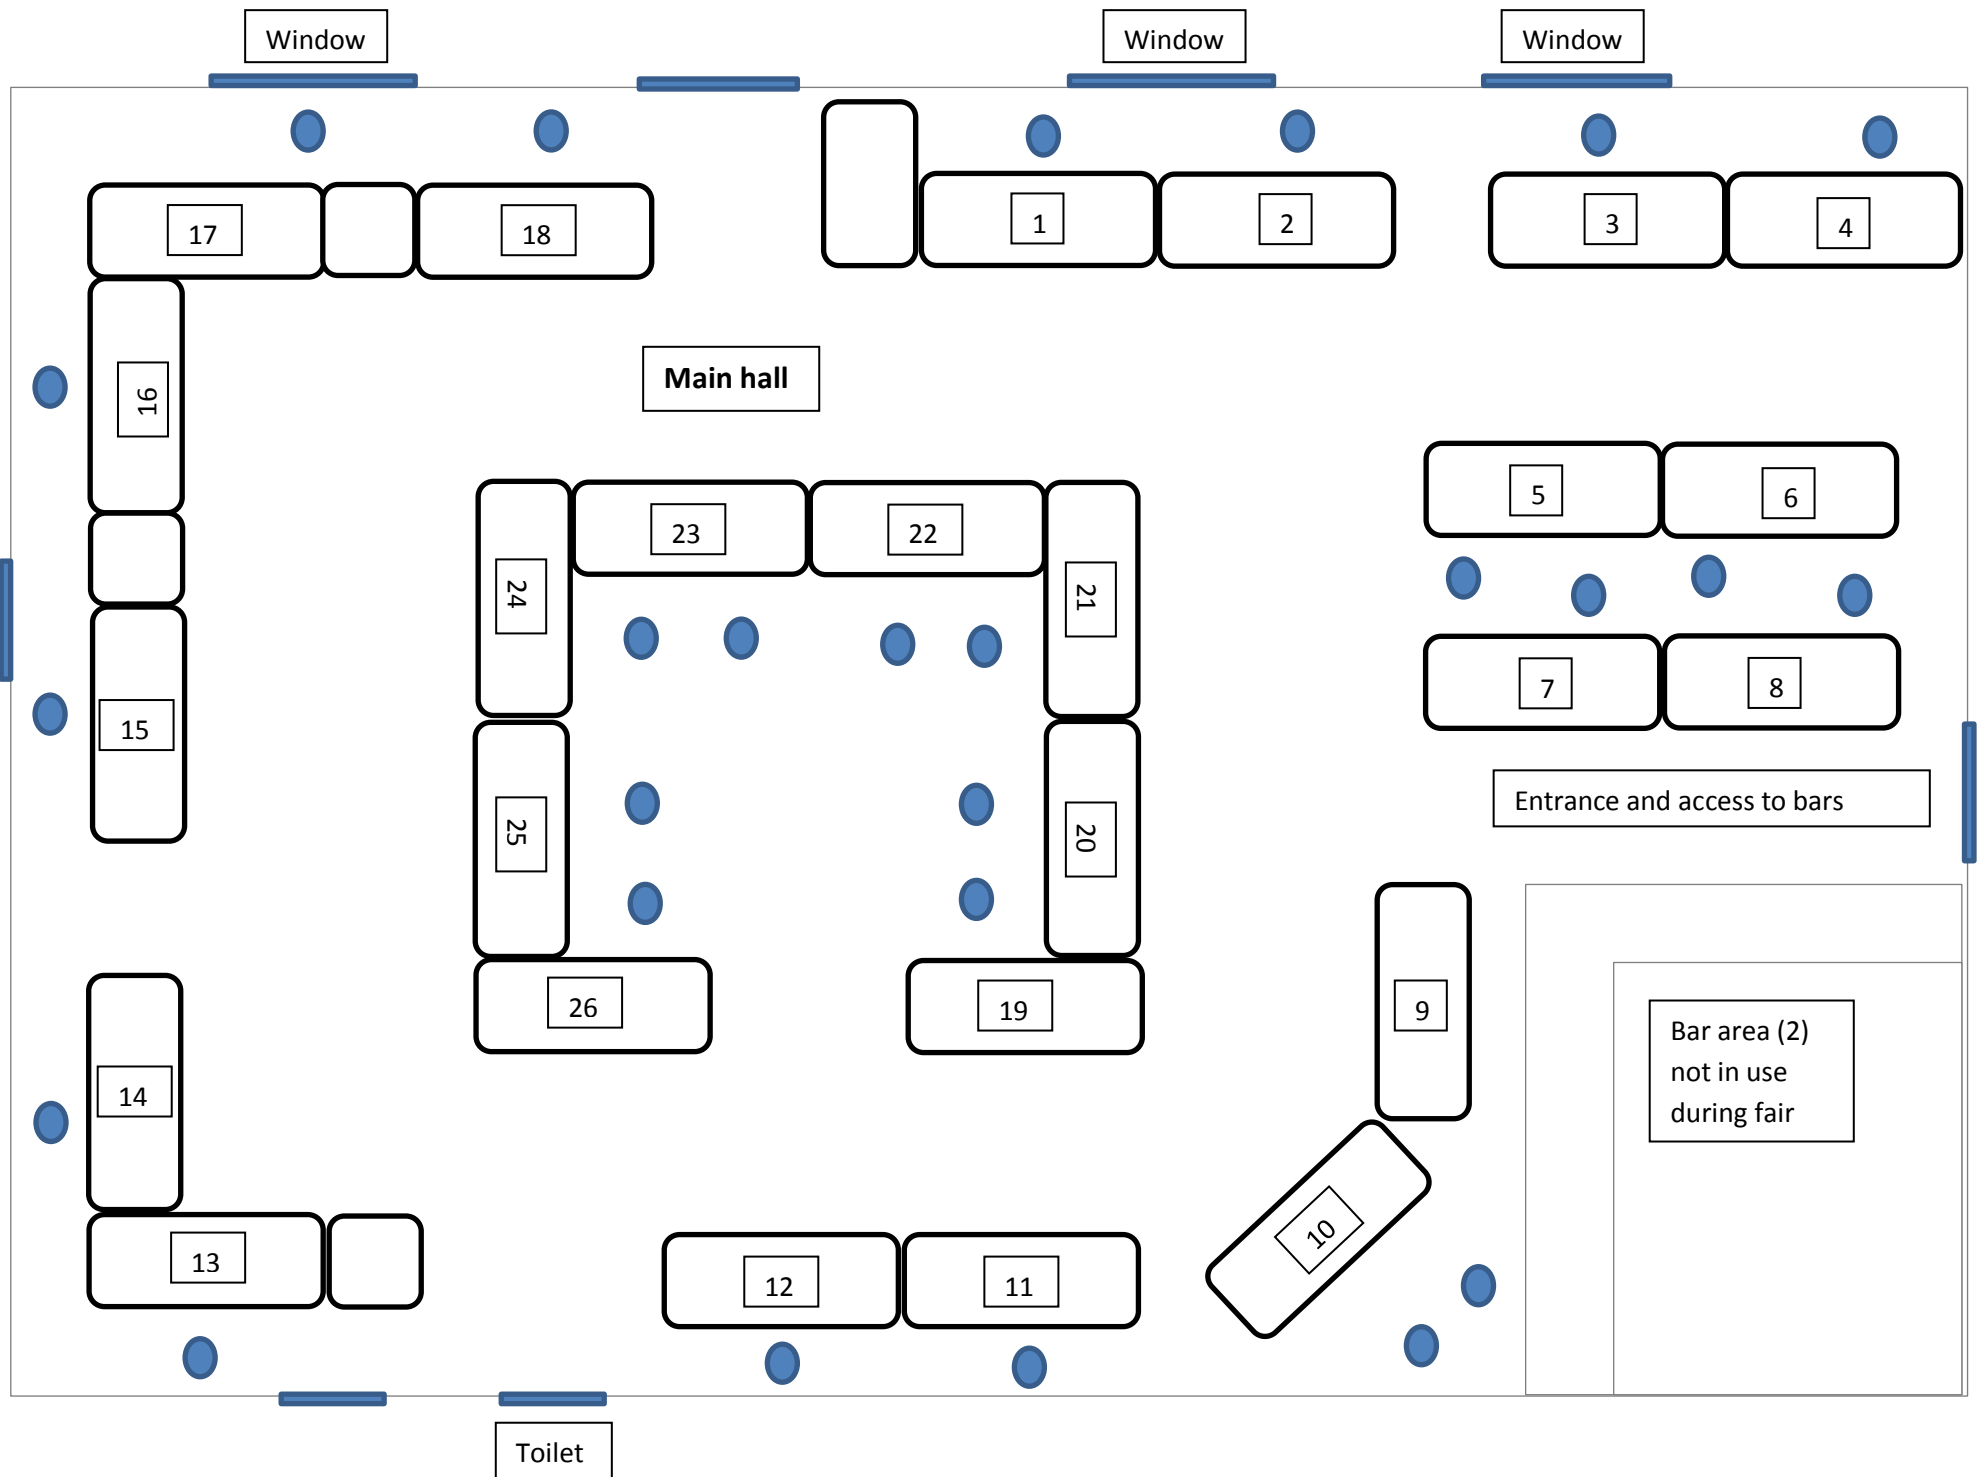 Window
Window
Window
17
18
1
2
3
4
16
Main hall
5
6
23
22
24
21
7
8
15
Entrance and access to bars
25
20
26
19
9
Bar area (2)
not in use
during fair
14
10
13
12
11
Toilet